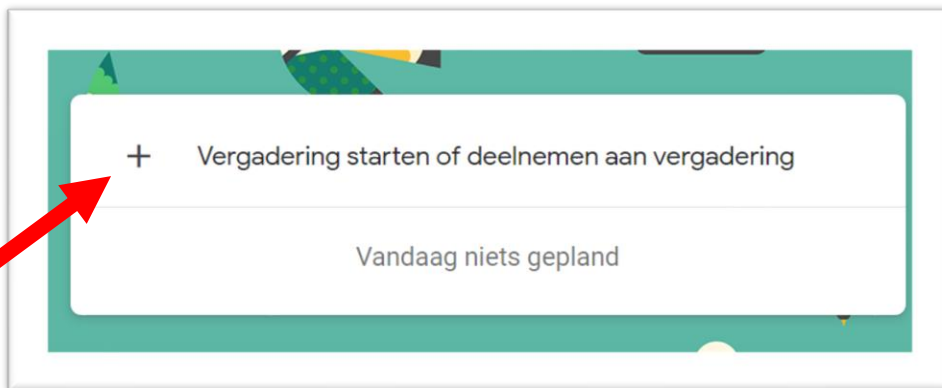 + Vergadering starten of deelnemen aan vergadering
Vandaag niets gepland